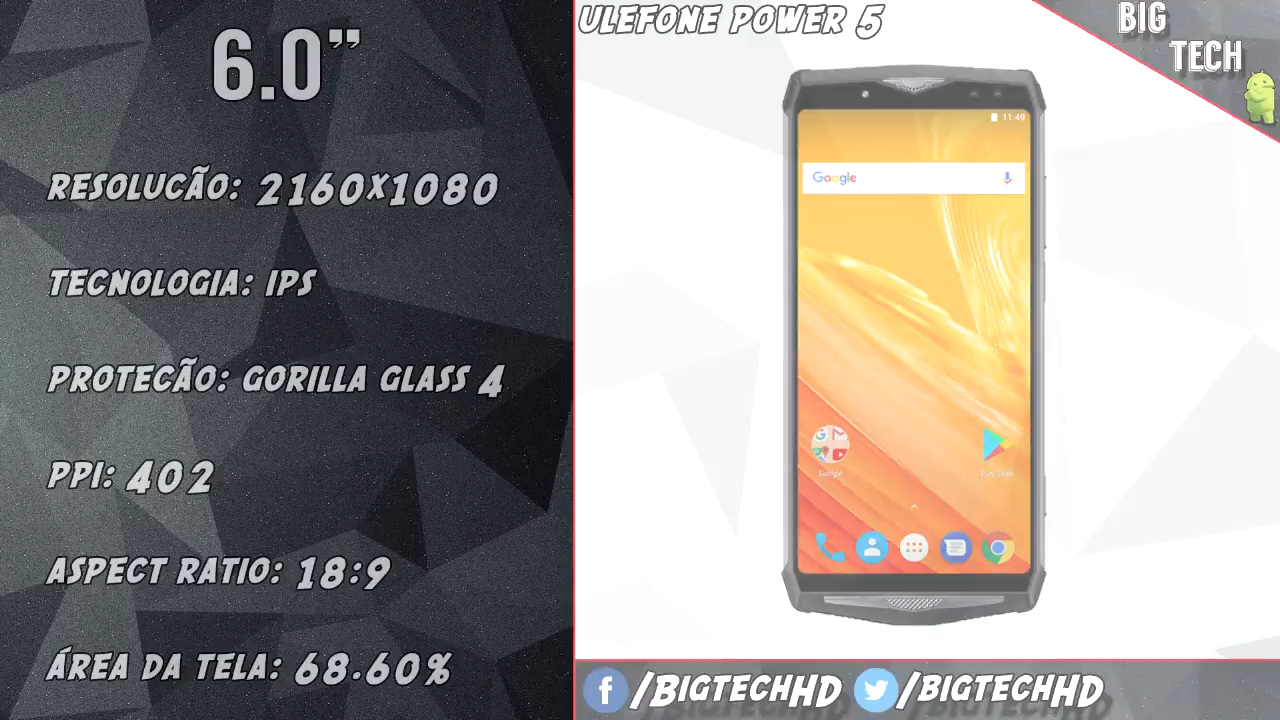 6.0”
RESOLUCÃO: 2160X1080
TECNOLOGIA: IPS
PROTECÃO: GORILLA GLASS 4
PPI: 402
ASPECT RATIO: 18:9
ÁREA DA TELA: 68.60%
ULEFONE POWER 5
BIG
TECH
11:49
Google
Google
Play Store
/BIGTECHHD
/BIGTECHHD